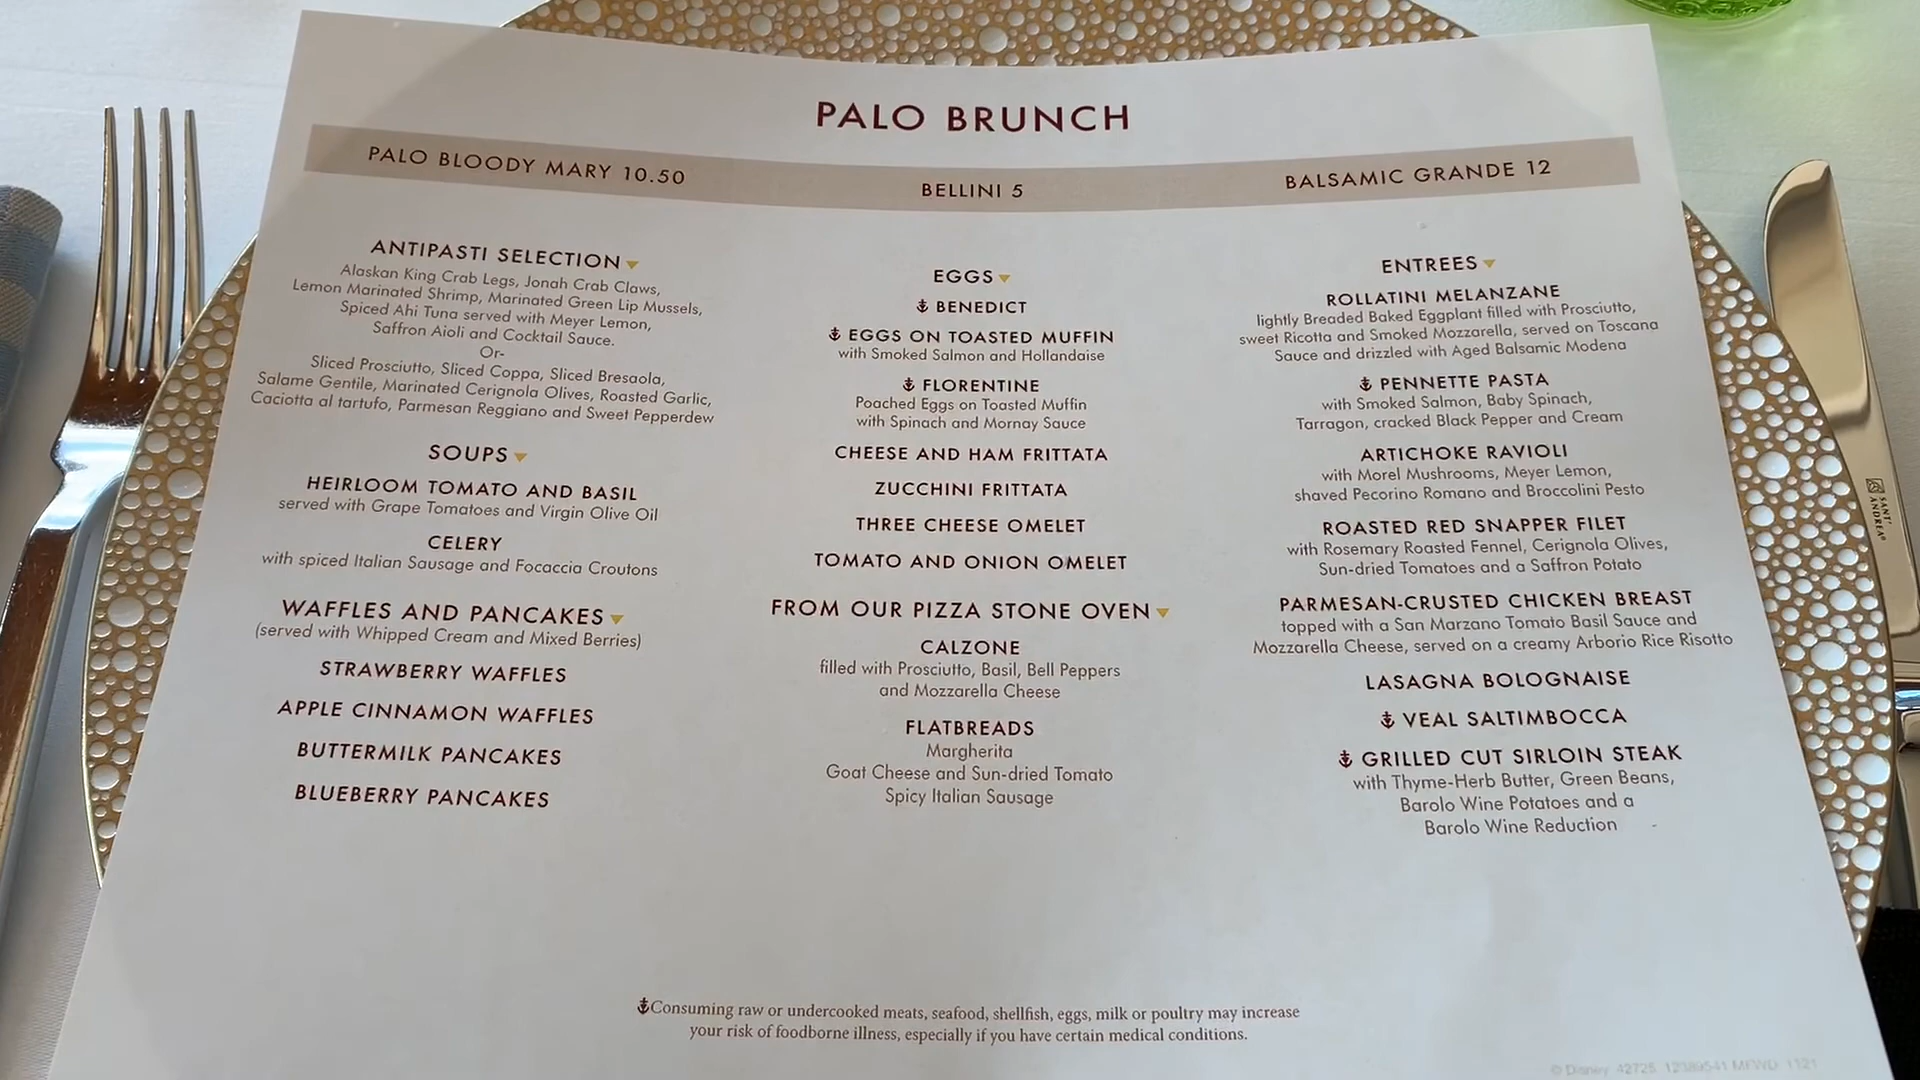 PALO BRUNCH
PALO BLOODY MARY 10.50
BELLINI 5
BALSAMIC GRANDE 12
ANTIPASTI SELECTION
Alaskan King Crab Legs, Jonah Crab Claws,
Lemon Marinated Shrimp, Marinated Green Lip Mussels,
Spiced Ahi Tuna served with Meyer Lemon,
Saffron Aioli and Cocktail Sauce.
Or-
Sliced Prosciutto, Sliced Coppa, Sliced Bresaola,
Salame Gentile, Marinated Cerignola Olives, Roasted Garlic,
Caciotta al tartufo, Parmesan Reggiano and Sweet Pepperdew
SOUPS
HEIRLOOM TOMATO AND BASIL
served with Grape Tomatoes and Virgin Olive Oil
CELERY
with spiced Italian Sausage and Focaccia Croutons
WAFFLES AND PANCAKES
(served with Whipped Cream and Mixed Berries)
STRAWBERRY WAFFLES
APPLE CINNAMON WAFFLES
BUTTERMILK PANCAKES
BLUEBERRY PANCAKES
EGGS
BENEDICT
EGGS ON TOASTED MUFFIN
with Smoked Salmon and Hollandaise
FLORENTINE
Poached Eggs on Toasted Muffin
with Spinach and Mornay Sauce
CHEESE AND HAM FRITTATA
ZUCCHINI FRITTATA
THREE CHEESE OMELET
TOMATO AND ONION OMELET
FROM OUR PIZZA STONE OVEN
CALZONE
filled with Prosciutto, Basil, Bell Peppers
and Mozzarella Cheese
FLATBREADS
Margherita
Goat Cheese and Sun-dried Tomato
Spicy Italian Sausage
ENTREES
ROLLATINI MELANZANE
lightly Breaded Baked Eggplant filled with Prosciutto,
sweet Ricotta and Smoked Mozzarella, served on Toscana
Sauce and drizzled with Aged Balsamic Modena
PENNETTE PASTA
with Smoked Salmon, Baby Spinach,
Tarragon, cracked Black Pepper and Cream
ARTICHOKE RAVIOLI
with Morel Mushrooms, Meyer Lemon,
shaved Pecorino Romano and Broccolini Pesto
ROASTED RED SNAPPER FILET
with Rosemary Roasted Fennel, Cerignola Olives,
Sun-dried Tomatoes and a Saffron Potato
PARMESAN-CRUSTED CHICKEN BREAST
topped with a San Marzano Tomato Basil Sauce and
Mozzarella Cheese, served on a creamy Arborio Rice Risotto
LASAGNA BOLOGNAISE
VEAL SALTIMBOCCA
GRILLED CUT SIRLOIN STEAK
with Thyme-Herb Butter, Green Beans,
Barolo Wine Potatoes and a
Barolo Wine Reduction
Consuming raw or undercooked meats, seafood, shellfish, eggs, milk or poultry may increase
your risk of foodborne illness, especially if you have certain medical conditions.
© Disney
SANT'
ANDREA®